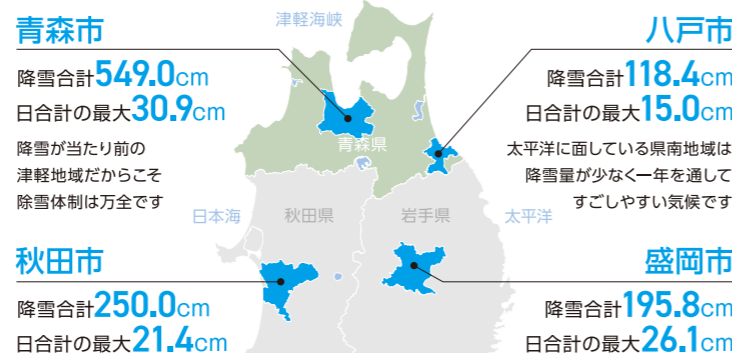 津軽海峡
青森市
降雪合計549.0cm
日合計の最大30.9cm
降雪が当たり前の
津軽地域だからこそ
除雪体制は万全です
八戸市
降雪合計118.4cm
日合計の最大15.0cm
太平洋に面している県南地域は
降雪量が少なく一年を通して
すごしやすい気候です
青森県
日本海
秋田県
岩手県
太平洋
秋田市
降雪合計250.0cm
日合計の最大21.4cm
盛岡市
降雪合計195.8cm
日合計の最大26.1cm